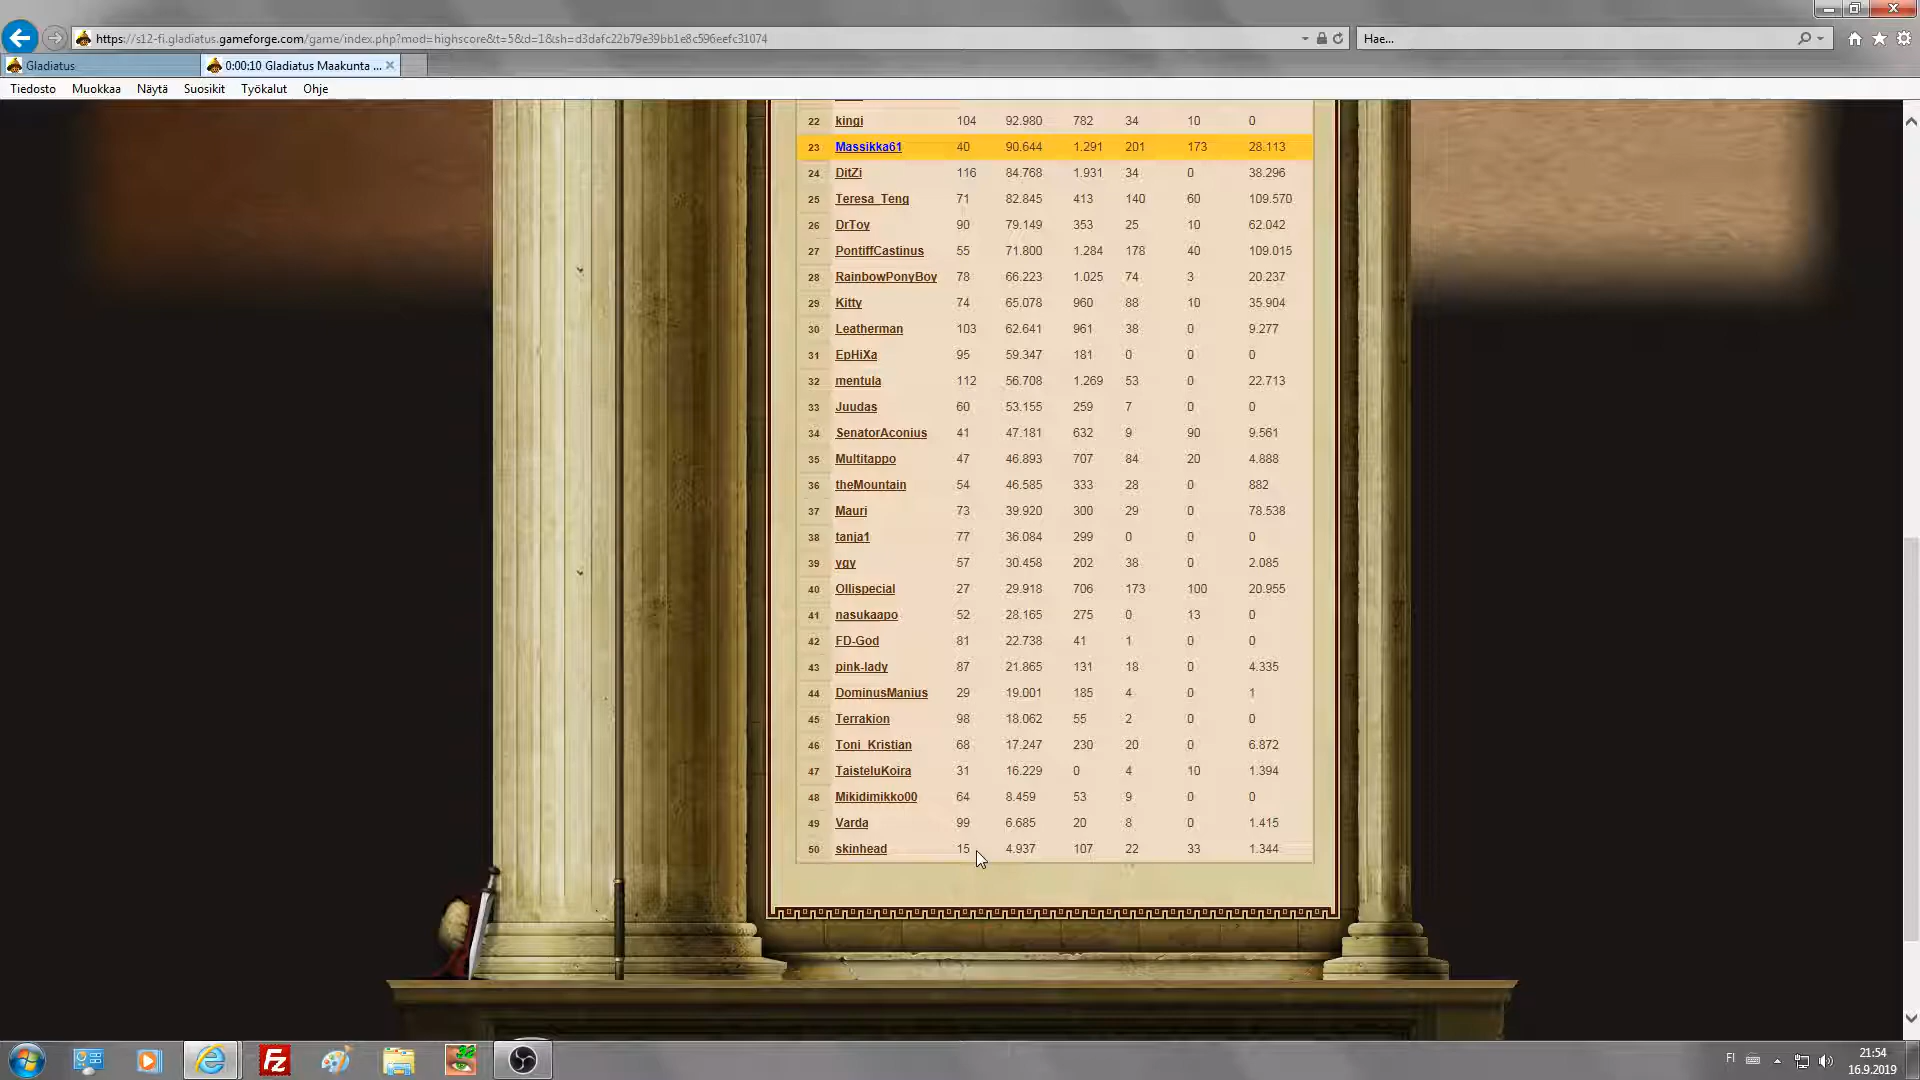 https://s12-fi.gladiatus.gameforge.com/game/index.php?mod=highscore&t=5&d=1&sh=d3dafc22b79e39bb1e8c596eefc31074
Hae...
Gladiatus
0:00:10 Gladiatus Maakunta ...
Tiedosto Muokkaa Näytä Suosikit Työkalut Ohje
22 kingi 104 92.980 782 34 10 0
23 Massikka61 40 90.644 1.291 201 173 28.113
24 DitZi 116 84.768 1.931 34 0 38.296
25 Teresa_Teng 71 82.845 413 140 60 109.570
26 DrToy 90 79.149 353 25 10 62.042
27 PontiffCastinus 55 71.800 1.284 178 40 109.015
28 RainbowPonyBoy 78 66.223 1.025 74 3 20.237
29 Kitty 74 65.078 960 88 10 35.904
30 Leatherman 103 62.641 961 38 0 9.277
31 EpHiXa 95 59.347 181 0 0 0
32 mentula 112 56.708 1.269 53 0 22.713
33 Juudas 60 53.155 259 7 0 0
34 SenatorAconius 41 47.181 632 9 90 9.561
35 Multitappo 47 46.893 707 84 20 4.888
36 theMountain 54 46.585 333 28 0 882
37 Mauri 73 39.920 300 29 0 78.538
38 tanja1 77 36.084 299 0 0 0
39 57 30.458 202 38 0 2.085
40 Ollispecial 27 29.918 706 173 100 20.955
41 nasukaapo 52 28.165 275 0 13 0
42 FD-God 81 22.738 41 1 0 0
43 pink-lady 87 21.865 131 18 0 4.335
44 DominusManius 29 19.001 185 4 0 1
45 Terrakion 98 18.062 55 2 0 0
46 Toni_Kristian 68 17.247 230 20 0 6.872
47 TaisteluKoira 31 16.229 0 4 10 1.394
48 Mikidimikko00 64 8.459 53 9 0 0
49 Varda 99 6.685 20 8 0 1.415
50 skinhead 15 4.937 107 22 33 1.344
FI
21:54
16.9.2019